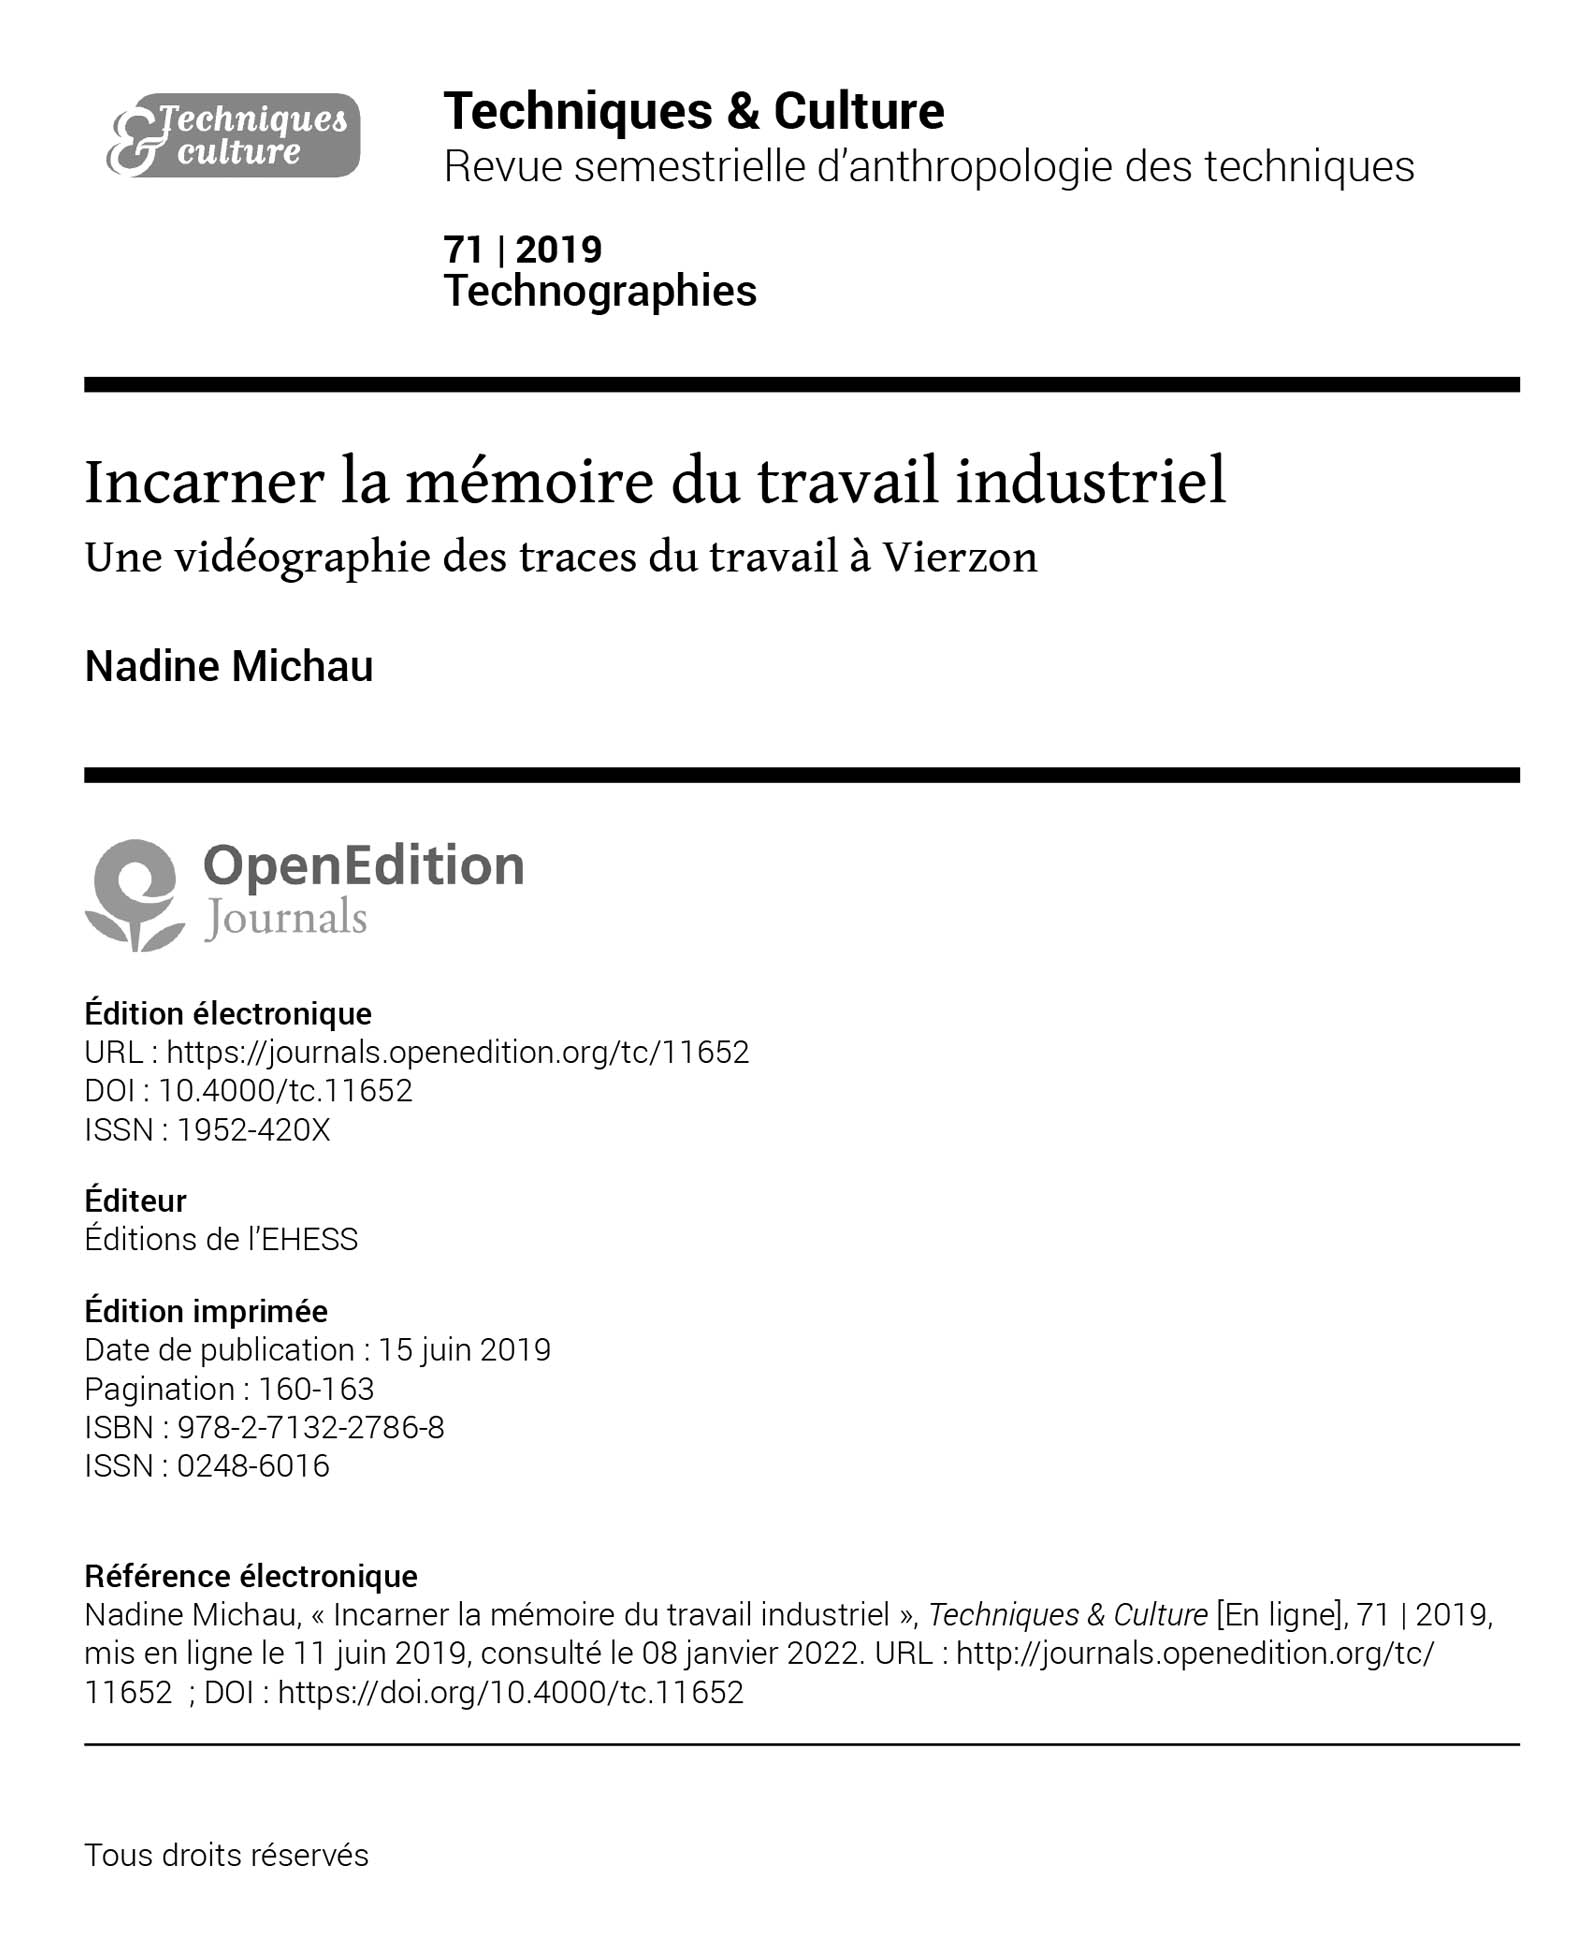 Techniques
& culture
Techniques & Culture
Revue semestrielle d’anthropologie des techniques
71 | 2019
Technographies
Incarner la mémoire du travail industriel
Une vidéographie des traces du travail à Vierzon
Nadine Michau
OpenEdition
Journals
Édition électronique
URL : https://journals.openedition.org/tc/11652
DOI : 10.4000/tc.11652
ISSN : 1952-420X
Éditeur
Éditions de l’EHESS
Édition imprimée
Date de publication : 15 juin 2019
Pagination : 160-163
ISBN : 978-2-7132-2786-8
ISSN : 0248-6016
Référence électronique
Nadine Michau, « Incarner la mémoire du travail industriel », Techniques & Culture [En ligne], 71 | 2019,
mis en ligne le 11 juin 2019, consulté le 08 janvier 2022. URL : http://journals.openedition.org/tc/
11652 ; DOI : https://doi.org/10.4000/tc.11652
Tous droits réservés